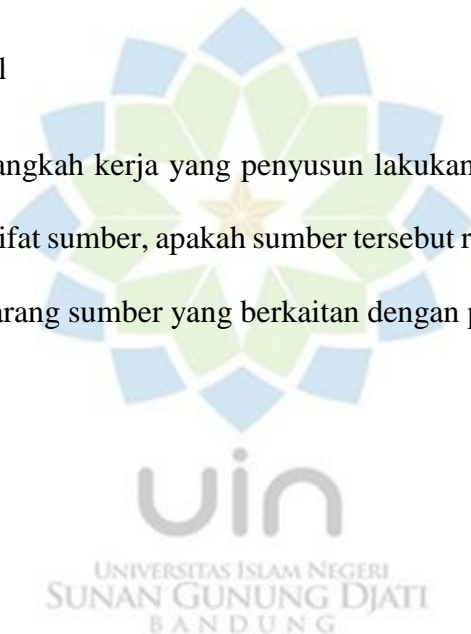 l
angkah kerja yang penyusun lakukan
ifat sumber, apakah sumber tersebut r
arang sumber yang berkaitan dengan p
uin
UNIVERSITAS ISLAM NEGERI
SUNAN GUNUNG DJATI
BANDUNG